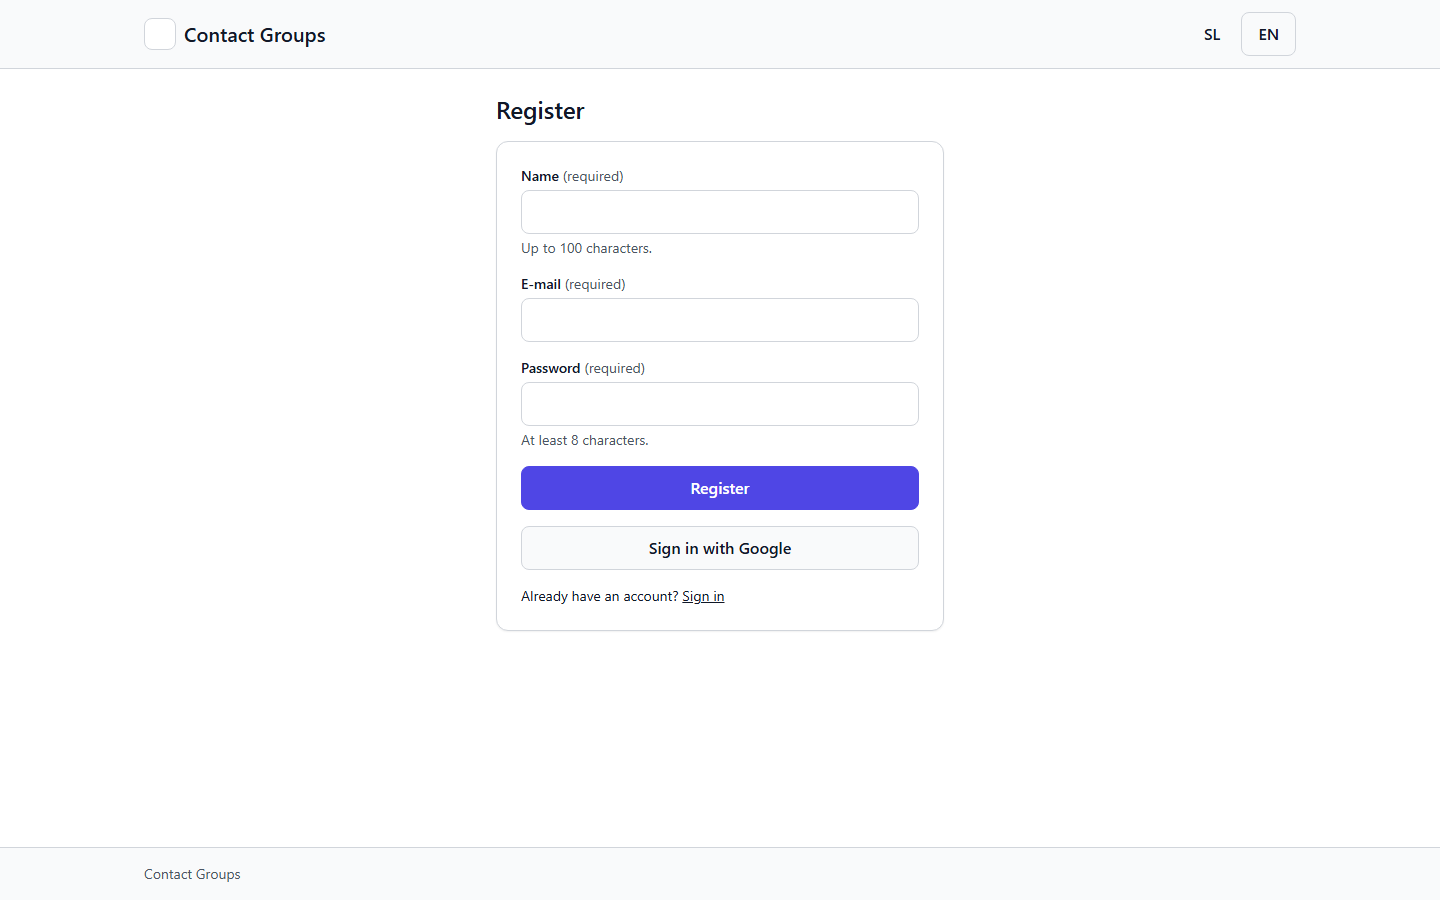 Contact Groups
SL
EN
Register
Name (required)
Up to 100 characters.
E-mail (required)
Password (required)
At least 8 characters.
Register
Sign in with Google
Already have an account? Sign in
Contact Groups